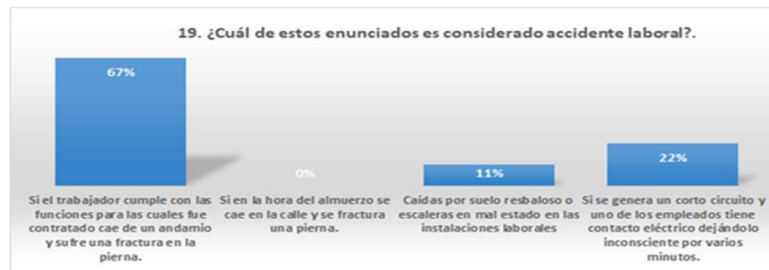 19. ¿Cuál de estos enunciados es considerado accidente laboral?.
67%
0%
11%
22%
Si el trabajador cumple con las
funciones para las cuales fue
contratado cae de un andamio
y sufre una fractura en la
pierna.
Si en la hora del almuerzo se
cae en la calle y se fractura
una pierna.
Caídas por suelo resbaloso o
escaleras en mal estado en las
instalaciones laborales
Si se genera un corto circuito y
uno de los empleados tiene
contacto eléctrico dejándolo
inconsciente por varios
minutos.